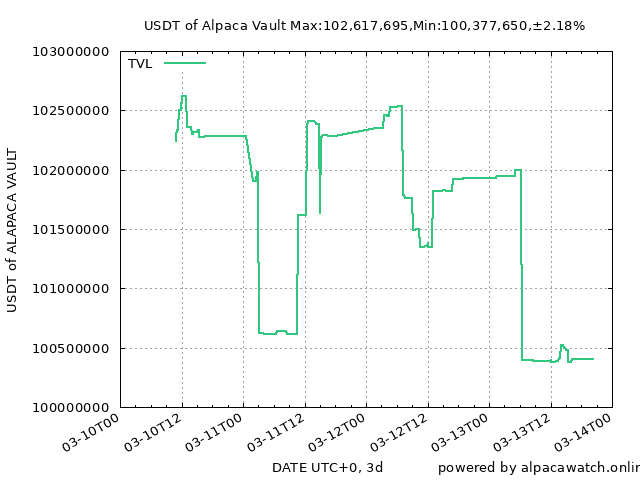 USDT of Alpaca Vault Max:102,617,695,Min:100,377,650,±2.18%
TVL
103000000
102500000
102000000
101500000
101000000
100500000
100000000
USDT of ALAPACA VAULT
03-10T00
03-10T12
03-11T00
03-11T12
03-12T00
03-12T12
03-13T00
03-13T12
03-14T00
DATE UTC+0, 3d
powered by alpacawatch.onlin